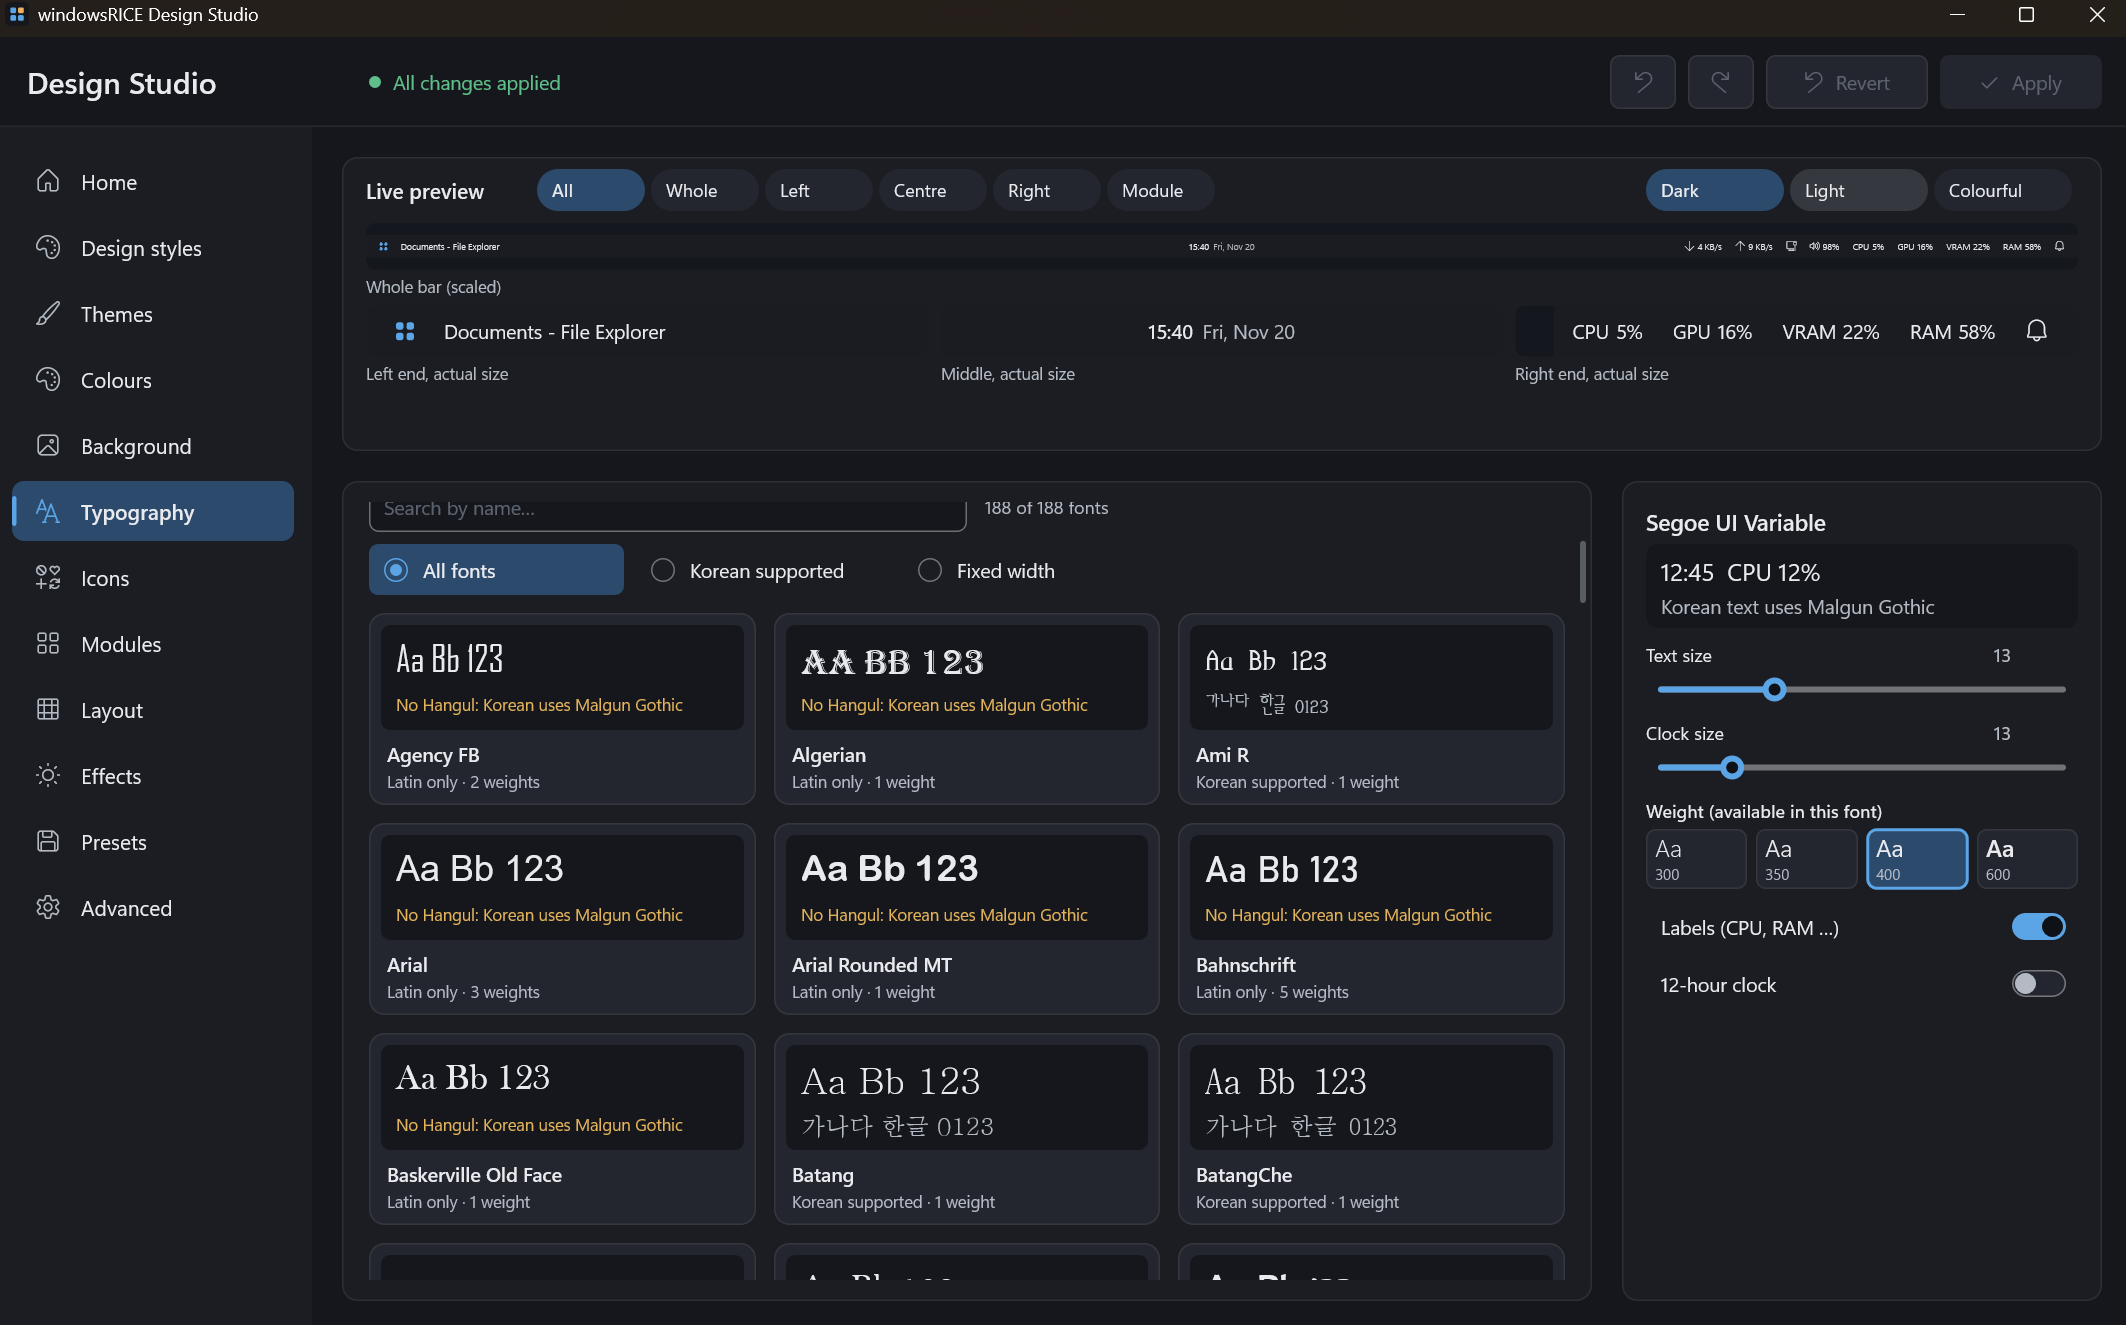 windowsRICE Design Studio
Design Studio
All changes applied
Revert
Apply
Home
Design styles
Themes
Colours
Background
Typography
Icons
Modules
Layout
Effects
Presets
Advanced
Live preview
All
Whole
Left
Centre
Right
Module
Dark
Light
Colourful
Documents - File Explorer
15:40 Fri, Nov 20
4 KB/s
9 KB/s
98%
CPU 5%
GPU 16%
VRAM 22%
RAM 58%
Whole bar (scaled)
Documents - File Explorer
15:40 Fri, Nov 20
CPU 5%
GPU 16%
VRAM 22%
RAM 58%
Left end, actual size
Middle, actual size
Right end, actual size
Search by name...
188 of 188 fonts
All fonts
Korean supported
Fixed width
Aa Bb 123
No Hangul: Korean uses Malgun Gothic
Agency FB
Latin only · 2 weights
AA BB 123
No Hangul: Korean uses Malgun Gothic
Algerian
Latin only · 1 weight
Aa Bb 123
가나다 한글 0123
Ami R
Korean supported · 1 weight
Aa Bb 123
No Hangul: Korean uses Malgun Gothic
Arial
Latin only · 3 weights
Aa Bb 123
No Hangul: Korean uses Malgun Gothic
Arial Rounded MT
Latin only · 1 weight
Aa Bb 123
No Hangul: Korean uses Malgun Gothic
Bahnschrift
Latin only · 5 weights
Aa Bb 123
No Hangul: Korean uses Malgun Gothic
Baskerville Old Face
Latin only · 1 weight
Aa Bb 123
가나다 한글 0123
Batang
Korean supported · 1 weight
Aa Bb 123
가나다 한글 0123
BatangChe
Korean supported · 1 weight
Segoe UI Variable
12:45 CPU 12%
Korean text uses Malgun Gothic
Text size
13
Clock size
13
Weight (available in this font)
Aa
300
Aa
350
Aa
400
Aa
600
Labels (CPU, RAM ...)
12-hour clock